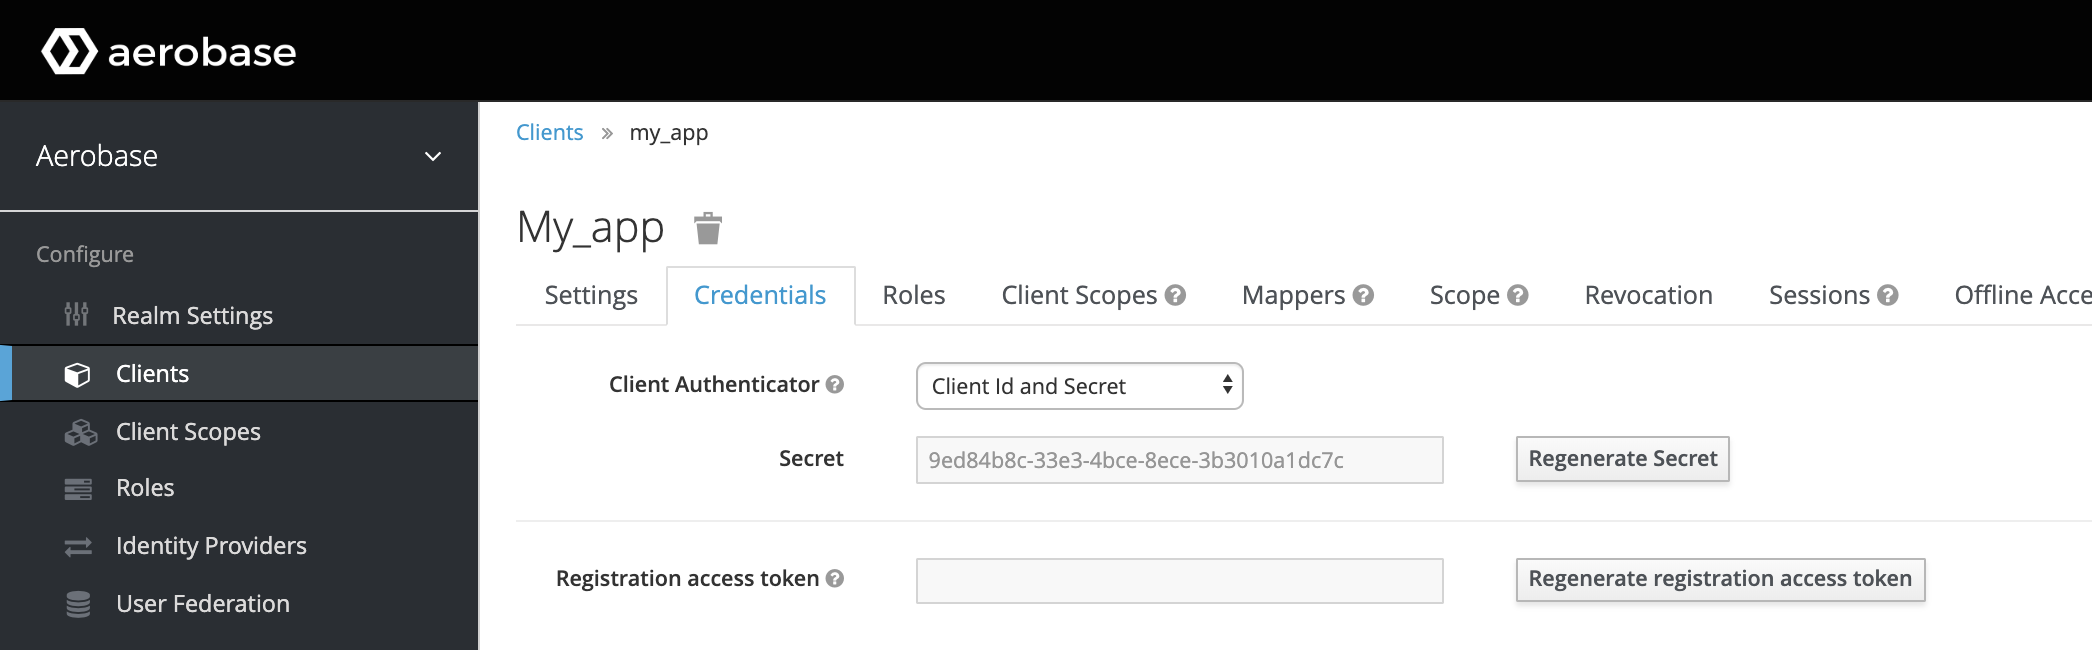 aerobase
Aerobase
Configure
Realm Settings
Clients
Client Scopes
Roles
Identity Providers
User Federation
Clients » my_app
My_app
Settings Credentials Roles Client Scopes ? Mappers ? Scope ? Revocation Sessions ? Offline Acce
Client Authenticator ? Client Id and Secret
Secret 9ed84b8c-33e3-4bce-8ece-3b3010a1dc7c Regenerate Secret
Registration access token ? Regenerate registration access token